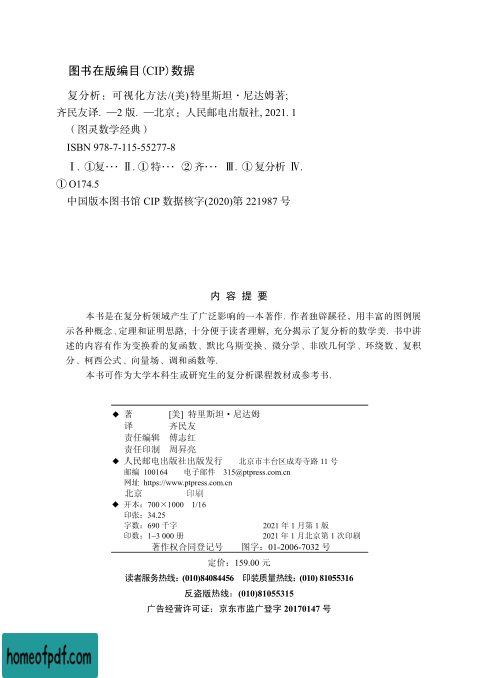 图书在版编目(CIP)数据
复分析：可视化方法/(美)特里斯坦·尼达姆著;
齐民友译. —2 版. —北京：人民邮电出版社, 2021. 1
（图灵数学经典）
ISBN 978-7-115-55277-8
Ⅰ. ①复… Ⅱ. ①特… ②齐… Ⅲ. ①复分析 Ⅳ.
① O174.5
中国版本图书馆 CIP 数据核字(2020)第 221987 号
内 容 提 要
本书是在复分析领域产生了广泛影响的一本著作. 作者独辟蹊径，用丰富的图例展
示各种概念、定理和证明思路，十分便于读者理解，充分揭示了复分析的数学美. 书中讲
述的内容有作为变换看的复函数、默比乌斯变换、微分学、非欧几何学、环绕数、复积
分、柯西公式、向量场、调和函数等.
本书可作为大学本科生或研究生的复分析课程教材或参考书.
◆ 著 [美] 特里斯坦·尼达姆
译 齐民友
责任编辑 傅志红
责任印制 周昇亮
◆ 人民邮电出版社出版发行 北京市丰台区成寿寺路 11 号
邮编 100164 电子邮件 315@ptpress.com.cn
网址 https://www.ptpress.com.cn
北京 印刷
◆ 开本：700×1000 1/16
印张：34.25
字数：690 千字 2021 年 1 月第 1 版
印数：1–3 000 册 2021 年 1 月北京第 1 次印刷
著作权合同登记号 图字：01-2006-7032 号
定价：159.00 元
读者服务热线：(010)84084456 印装质量热线：(010) 81055316
反盗版热线：(010)81055315
广告经营许可证：京东市监广登字 20170147 号
homeofpdf.com